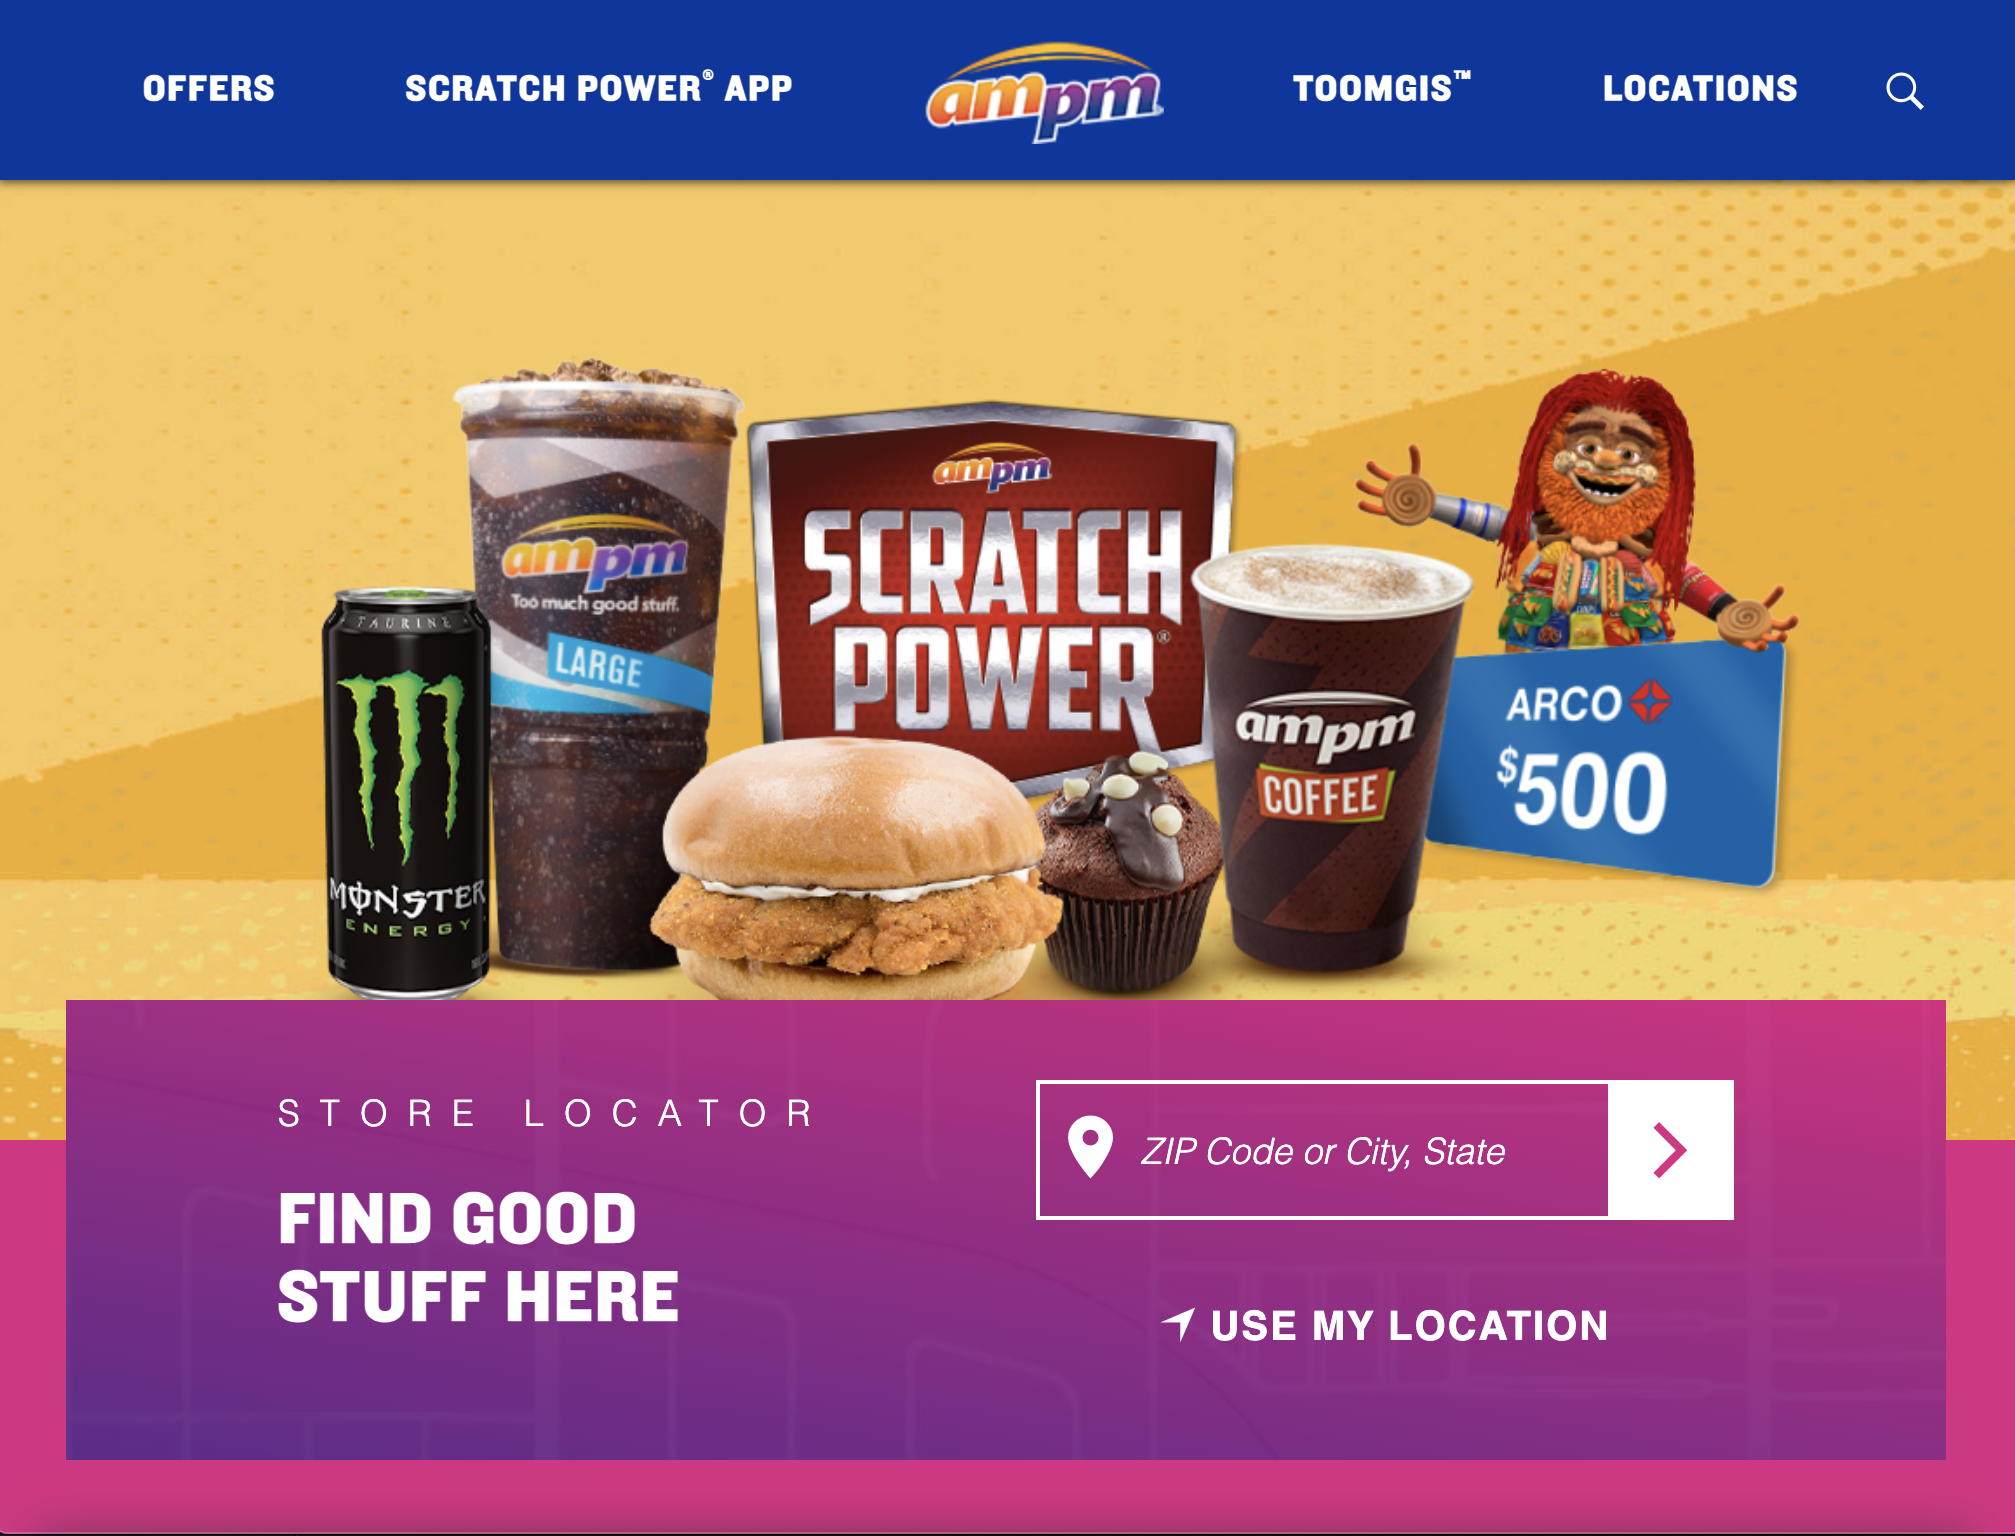 OFFERS
SCRATCH POWER® APP
ampm
TOOMGIS™
LOCATIONS
ampm
SCRATCH
POWER®
ampm
Too much good stuff.
LARGE
TAURINE
MONSTER
ENERGY
ampm
COFFEE
ARCO
$500
STORE LOCATOR
FIND GOOD
STUFF HERE
ZIP Code or City, State
USE MY LOCATION